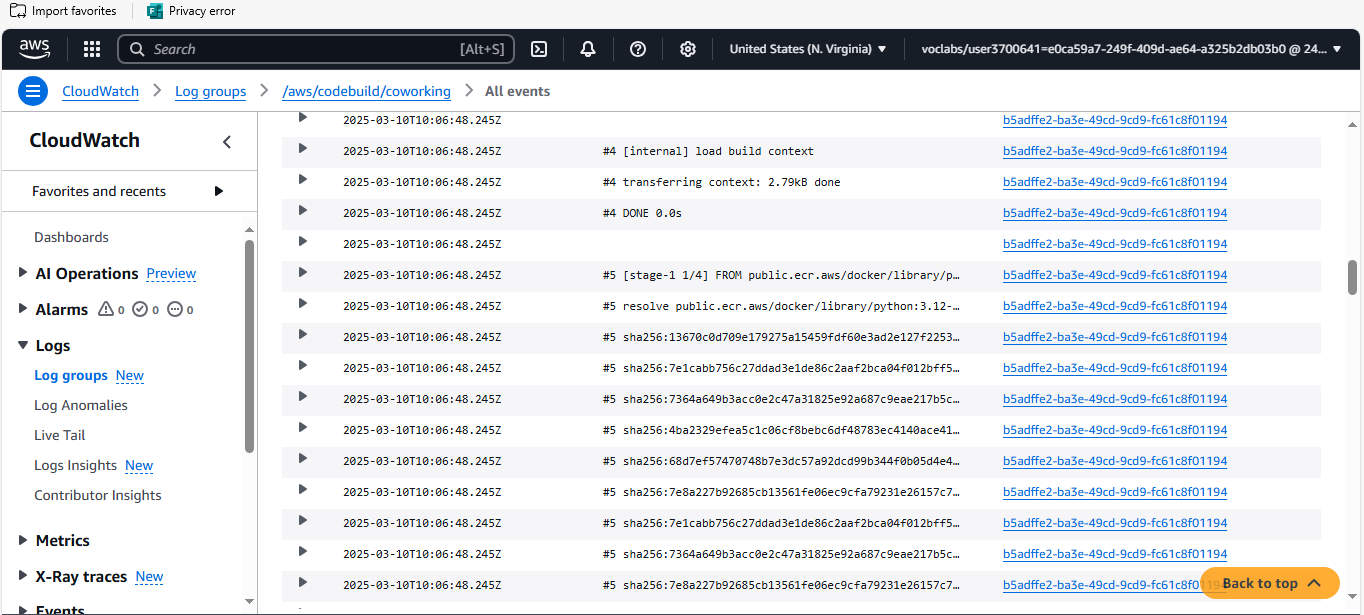 Import favorites Privacy error
aws Search [Alt+S] United States (N. Virginia) voclabs/user3700641=e0ca59a7-249f-409d-ae64-a325b2db03b0 @ 24...
CloudWatch Log groups /aws/codebuild/coworking All events
CloudWatch
Favorites and recents
Dashboards
AI Operations Preview
Alarms 0 0 0
Logs
Log groups New
Log Anomalies
Live Tail
Logs Insights New
Contributor Insights
Metrics
X-Ray traces New
Events
2025-03-10T10:06:48.245Z b5adffe2-ba3e-49cd-9cd9-fc61c8f01194
2025-03-10T10:06:48.245Z #4 [internal] load build context b5adffe2-ba3e-49cd-9cd9-fc61c8f01194
2025-03-10T10:06:48.245Z #4 transferring context: 2.79kB done b5adffe2-ba3e-49cd-9cd9-fc61c8f01194
2025-03-10T10:06:48.245Z #4 DONE 0.0s b5adffe2-ba3e-49cd-9cd9-fc61c8f01194
2025-03-10T10:06:48.245Z b5adffe2-ba3e-49cd-9cd9-fc61c8f01194
2025-03-10T10:06:48.245Z #5 [stage-1 1/4] FROM public.ecr.aws/docker/library/p… b5adffe2-ba3e-49cd-9cd9-fc61c8f01194
2025-03-10T10:06:48.245Z #5 resolve public.ecr.aws/docker/library/python:3.12-… b5adffe2-ba3e-49cd-9cd9-fc61c8f01194
2025-03-10T10:06:48.245Z #5 sha256:13670c0d709e179275a15459fdf60e3ad2e127f2253… b5adffe2-ba3e-49cd-9cd9-fc61c8f01194
2025-03-10T10:06:48.245Z #5 sha256:7e1cabb756c27ddad3e1de86c2aaf2bca04f012bff5… b5adffe2-ba3e-49cd-9cd9-fc61c8f01194
2025-03-10T10:06:48.245Z #5 sha256:7364a649b3acc0e2c47a31825e92a687c9eae217b5c… b5adffe2-ba3e-49cd-9cd9-fc61c8f01194
2025-03-10T10:06:48.245Z #5 sha256:4ba2329efea5c1c06cf8bebc6df48783ec4140ace41… b5adffe2-ba3e-49cd-9cd9-fc61c8f01194
2025-03-10T10:06:48.245Z #5 sha256:68d7ef57470748b7e3dc57a92dcd99b344f0b05d4e4… b5adffe2-ba3e-49cd-9cd9-fc61c8f01194
2025-03-10T10:06:48.245Z #5 sha256:7e8a227b92685cb13561fe06ec9cfa79231e26157c7… b5adffe2-ba3e-49cd-9cd9-fc61c8f01194
2025-03-10T10:06:48.245Z #5 sha256:7e1cabb756c27ddad3e1de86c2aaf2bca04f012bff5… b5adffe2-ba3e-49cd-9cd9-fc61c8f01194
2025-03-10T10:06:48.245Z #5 sha256:7364a649b3acc0e2c47a31825e92a687c9eae217b5c… b5adffe2-ba3e-49cd-9cd9-fc61c8f01194
2025-03-10T10:06:48.245Z #5 sha256:7e8a227b92685cb13561fe06ec9cfa79231e26157c7… b5adffe2-ba3e-49cd-9cd9-fc61c8f01194
Back to top